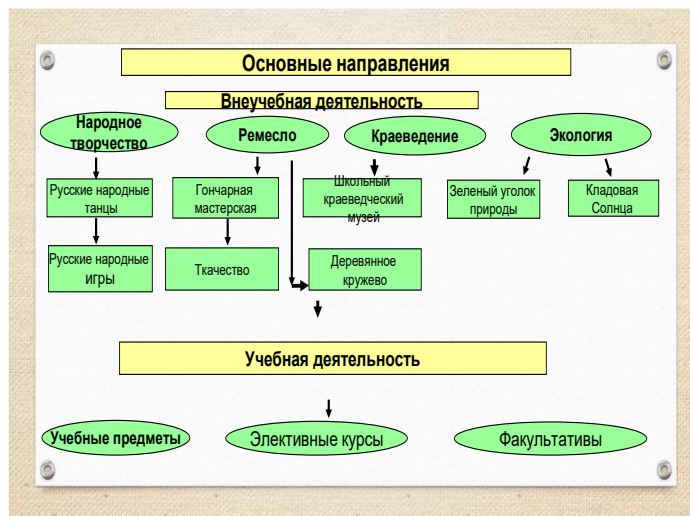 Основные направления
Внеучебная деятельность
Народное
творчество
Ремесло
Краеведение
Экология
Русские народные
танцы
Гончарная
мастерская
Школьный
краеведческий
музей
Зеленый уголок
природы
Кладовая
Солнца
Русские народные
игры
Ткачество
Деревянное
кружево
Учебная деятельность
Учебные предметы
Элективные курсы
Факультативы